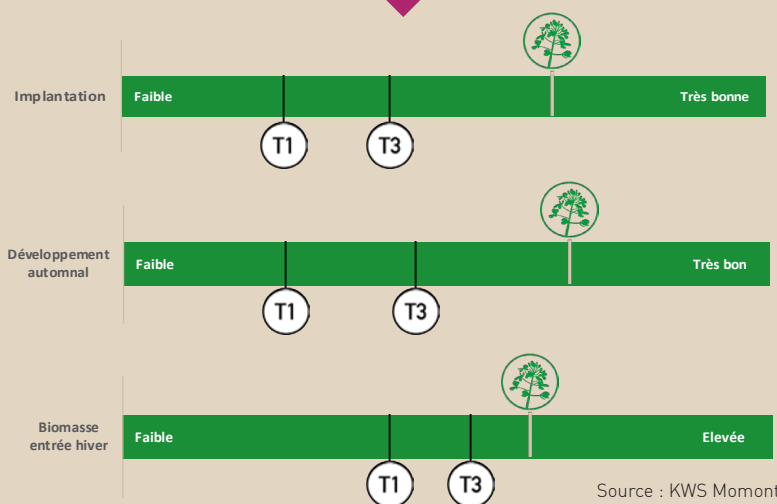 Implantation
Faible
Très bonne
T1
T3
Développement
automnal
Faible
Très bon
T1
T3
Biomasse
entrée hiver
Faible
Elevée
T1
T3
Source : KWS Momont